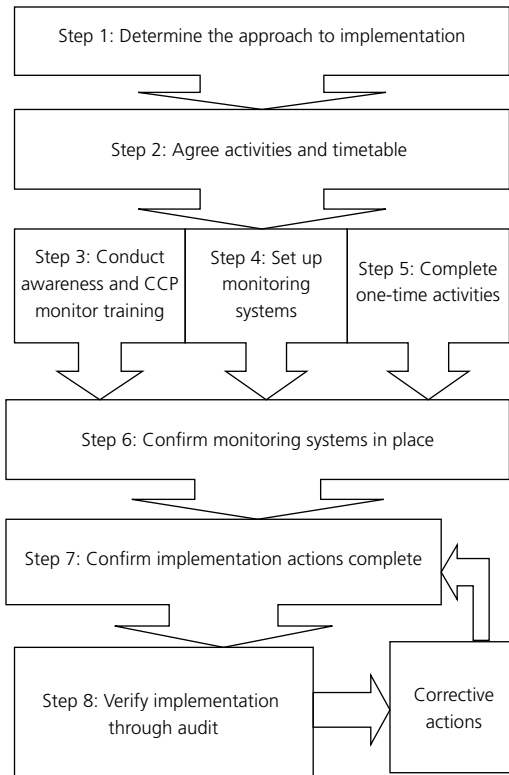 Step 1: Determine the approach to implementation
Step 2: Agree activities and timetable
Step 3: Conduct
awareness and CCP
monitor training
Step 4: Set up
monitoring
systems
Step 5: Complete
one-time activities
Step 6: Confirm monitoring systems in place
Step 7: Confirm implementation actions complete
Step 8: Verify implementation
through audit
Corrective
actions